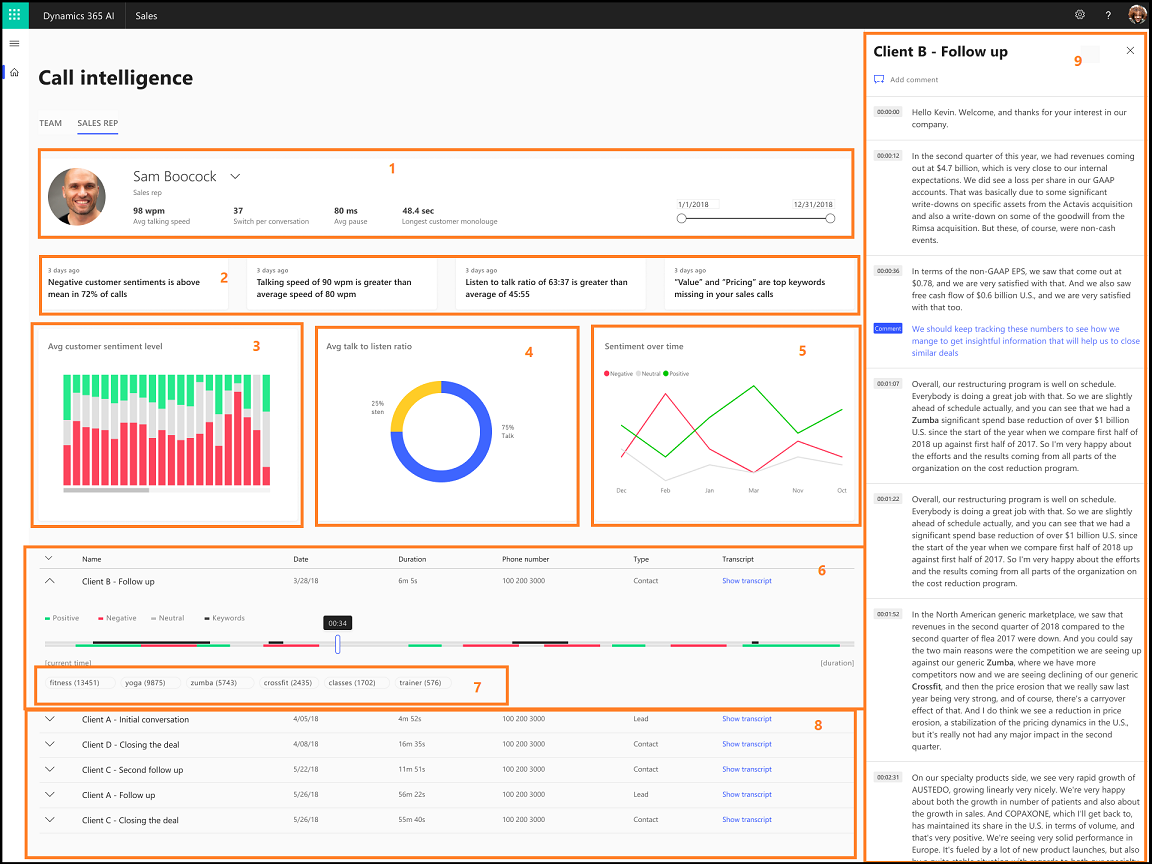 Dynamics 365 AI
Sales
?
Call intelligence
TEAM
SALES REP
1
Sam Boocock
Sales rep
98 wpm
Avg talking speed
37
Switch per conversation
80 ms
Avg pause
48.4 sec
Longest customer monolouge
1/1/2018
12/31/2018
2
3 days ago
Negative customer sentiments is above
mean in 72% of calls
3 days ago
Talking speed of 90 wpm is greater than
average speed of 80 wpm
3 days ago
Listen to talk ratio of 63:37 is greater than
average of 45:55
3 days ago
"Value" and "Pricing" are top keywords
missing in your sales calls
Avg customer sentiment level
3
Avg talk to listen ratio
4
25%
sten
75%
Talk
Sentiment over time
5
Negative
Neutral
Positive
Dec
Feb
Jan
Mar
Nov
Oct
Name
Date
Duration
Phone number
Type
Transcript
6
Client B - Follow up
3/28/18
6m 5s
100 200 3000
Contact
Show transcript
Positive
Negative
Neutral
Keywords
00:34
[current time]
[duration]
fitness (13451)
yoga (9875)
zumba (5743)
crossfit (2435)
classes (1702)
trainer (576)
7
Client A - Initial conversation
4/05/18
4m 52s
100 200 3000
Lead
Show transcript
8
Client D - Closing the deal
4/08/18
16m 35s
100 200 3000
Contact
Show transcript
Client C - Second follow up
5/22/18
11m 51s
100 200 3000
Contact
Show transcript
Client A - Follow up
5/26/18
56m 22s
100 200 3000
Lead
Show transcript
Client C - Closing the deal
5/26/18
55m 40s
100 200 3000
Contact
Show transcript
Client B - Follow up
9
Add comment
00:00:00
Hello Kevin. Welcome, and thanks for your interest in our
company.
00:00:12
In the second quarter of this year, we had revenues coming
out at $4.7 billion, which is very close to our internal
expectations. We did see a loss per share in our GAAP
accounts. That was basically due to some significant
write-downs on specific assets from the Actavis acquisition
and also a write-down on some of the goodwill from the
Rimsa acquisition. But these, of course, were non-cash
events.
00:00:36
In terms of the non-GAAP EPS, we saw that come out at
$0.78, and we are very satisfied with that. And we also saw
free cash flow of $0.6 billion U.S., and we are very satisfied
with that too.
Comment
We should keep tracking these numbers to see how we
mange to get insightful information that will help us to close
similar deals
00:01:07
Overall, our restructuring program is well on schedule.
Everybody is doing a great job with that. So we are slightly
ahead of schedule actually, and you can see that we had a
Zumba significant spend base reduction of over $1 billion
U.S. since the start of the year when we compare first half of
2018 up against first half of 2017. So I'm very happy about
the efforts and the results coming from all parts of the
organization on the cost reduction program.
00:01:22
Overall, our restructuring program is well on schedule.
Everybody is doing a great job with that. So we are slightly
ahead of schedule actually, and you can see that we had a
significant spend base reduction of over $1 billion U.S. since
the start of the year when we compare first half of 2018 up
against first half of 2017. So I'm very happy about the efforts
and the results coming from all parts of the organization on
the cost reduction program.
00:01:52
In the North American generic marketplace, we saw that
revenues in the second quarter of 2018 compared to the
second quarter of flea 2017 were down. And you could say
the two main reasons were the competition we are seeing up
against our generic Zumba, where we have more
competitors now and we are seeing declining of our generic
Crossfit, and then the price erosion that we really saw last
year being very strong, and of course, there's a carryover
effect of that. And I do think we see a reduction in price
erosion, a stabilization of the pricing dynamics in the U.S.,
but it's really not had any major impact in the second
quarter.
00:02:31
On our specialty products side, we see very rapid growth of
AUSTEDO, growing linearly very nicely. We're very happy
about both the growth in number of patients and also about
the growth in sales. And COPAXONE, which I'll get back to,
has maintained its share in the U.S. in terms of volume, and
that's very positive. We're seeing very solid performance in
Europe. It's fueled by a lot of new product launches, but also